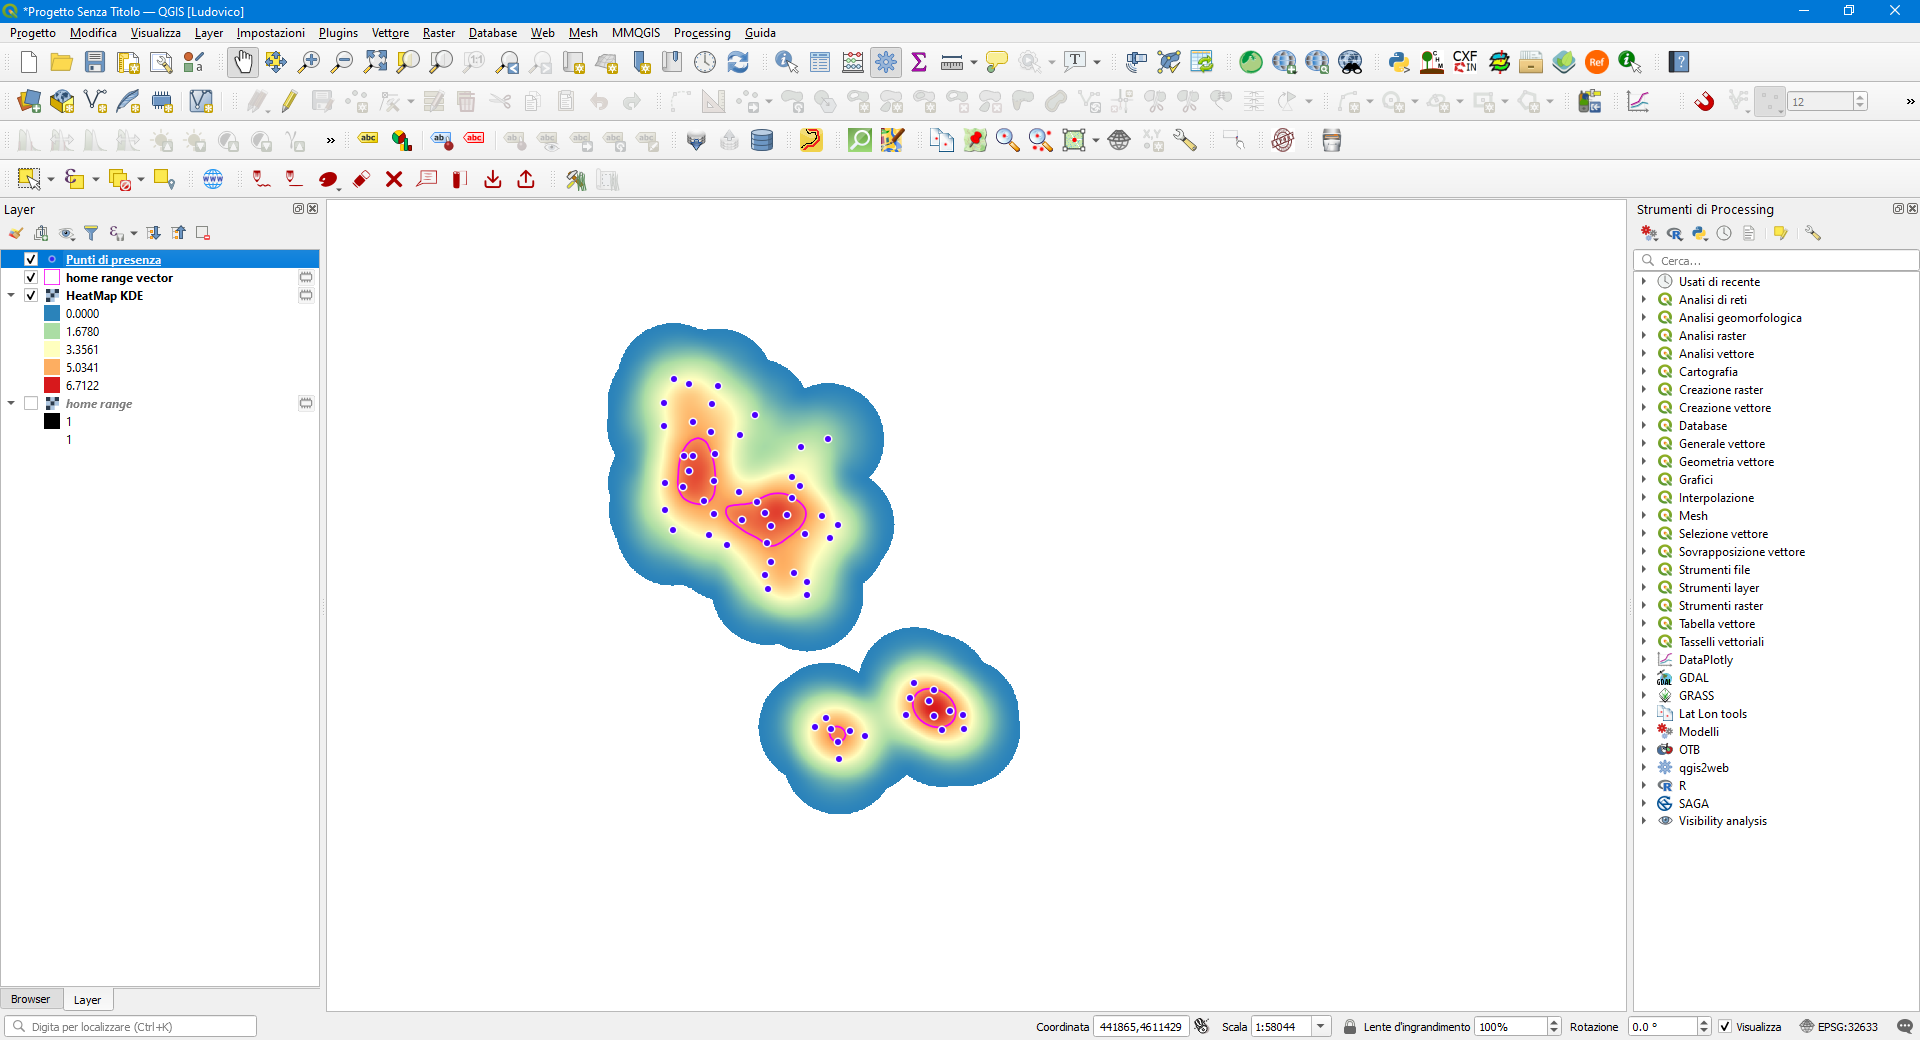 *Progetto Senza Titolo — QGIS [Ludovico]
Progetto Modifica Visualizza Layer Impostazioni Plugins Vettore Raster Database Web Mesh MMQGIS Processing Guida
CXF
IN
Ref
12
abc abc
Layer
Punti di presenza
home range vector
HeatMap KDE
0.0000
1.6780
3.3561
5.0341
6.7122
home range
1
1
Browser Layer
Digita per localizzare (Ctrl+K)
Strumenti di Processing
Cerca...
Usati di recente
Analisi di reti
Analisi geomorfologica
Analisi raster
Analisi vettore
Cartografia
Creazione raster
Creazione vettore
Database
Generale vettore
Geometria vettore
Grafici
Interpolazione
Mesh
Selezione vettore
Sovrapposizione vettore
Strumenti file
Strumenti layer
Strumenti raster
Tabella vettore
Tasselli vettoriali
DataPlotly
GDAL
GRASS
Lat Lon tools
Modelli
OTB
qgis2web
R
SAGA
Visibility analysis
Coordinata 441865,4611429 Scala 1:58044 Lente d'ingrandimento 100% Rotazione 0.0 ° Visualizza EPSG:32633